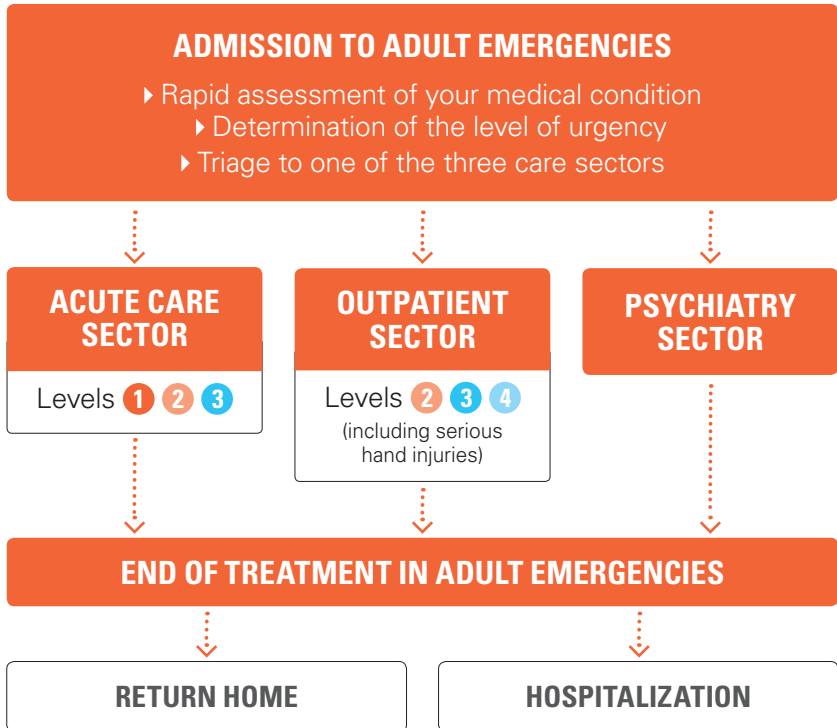 ADMISSION TO ADULT EMERGENCIES
Rapid assessment of your medical condition
Determination of the level of urgency
Triage to one of the three care sectors
ACUTE CARE
SECTOR
Levels 1 2 3
OUTPATIENT
SECTOR
Levels 2 3 4
(including serious
hand injuries)
PSYCHIATRY
SECTOR
END OF TREATMENT IN ADULT EMERGENCIES
RETURN HOME
HOSPITALIZATION